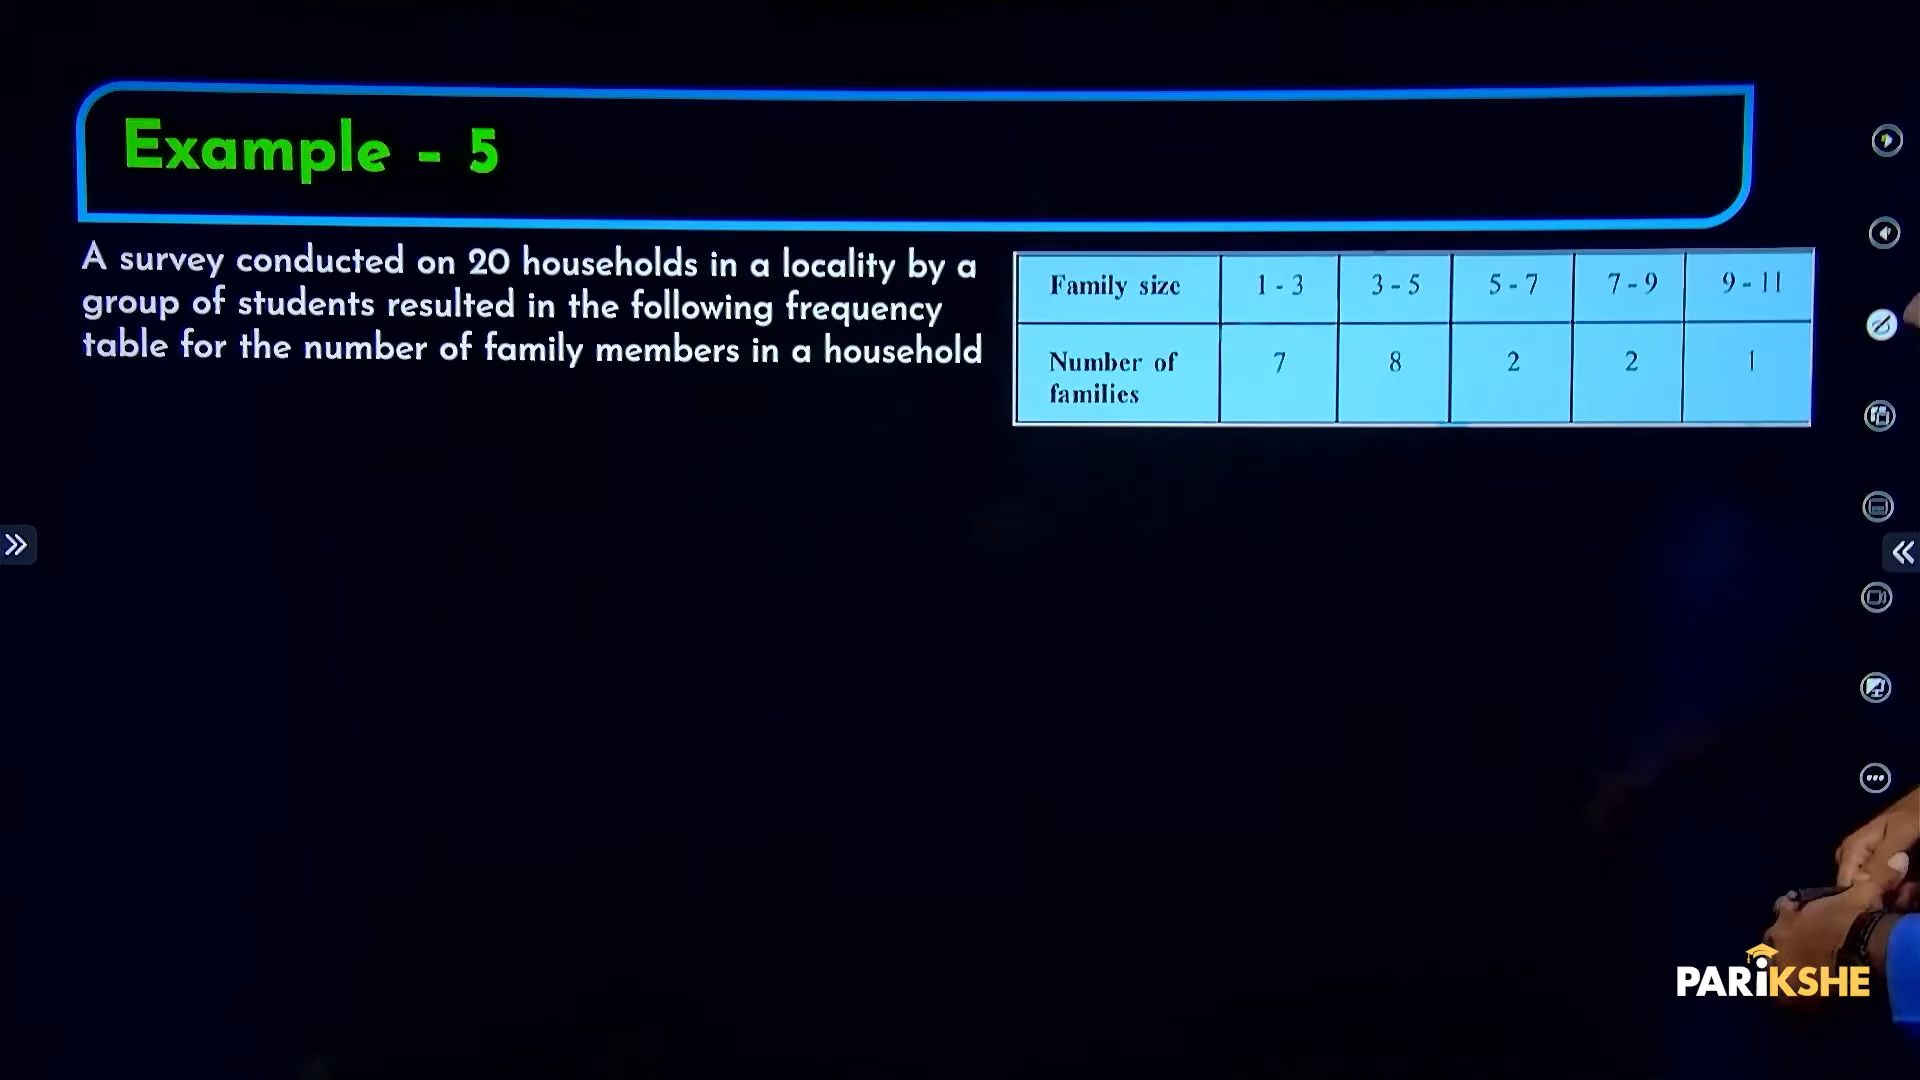 Example - 5
A survey conducted on 20 households in a locality by a
group of students resulted in the following frequency
table for the number of family members in a household
Family size 1 - 3 3 - 5 5 - 7 7 - 9 9 - 11
Number of families 7 8 2 2 1
PARiKSHE